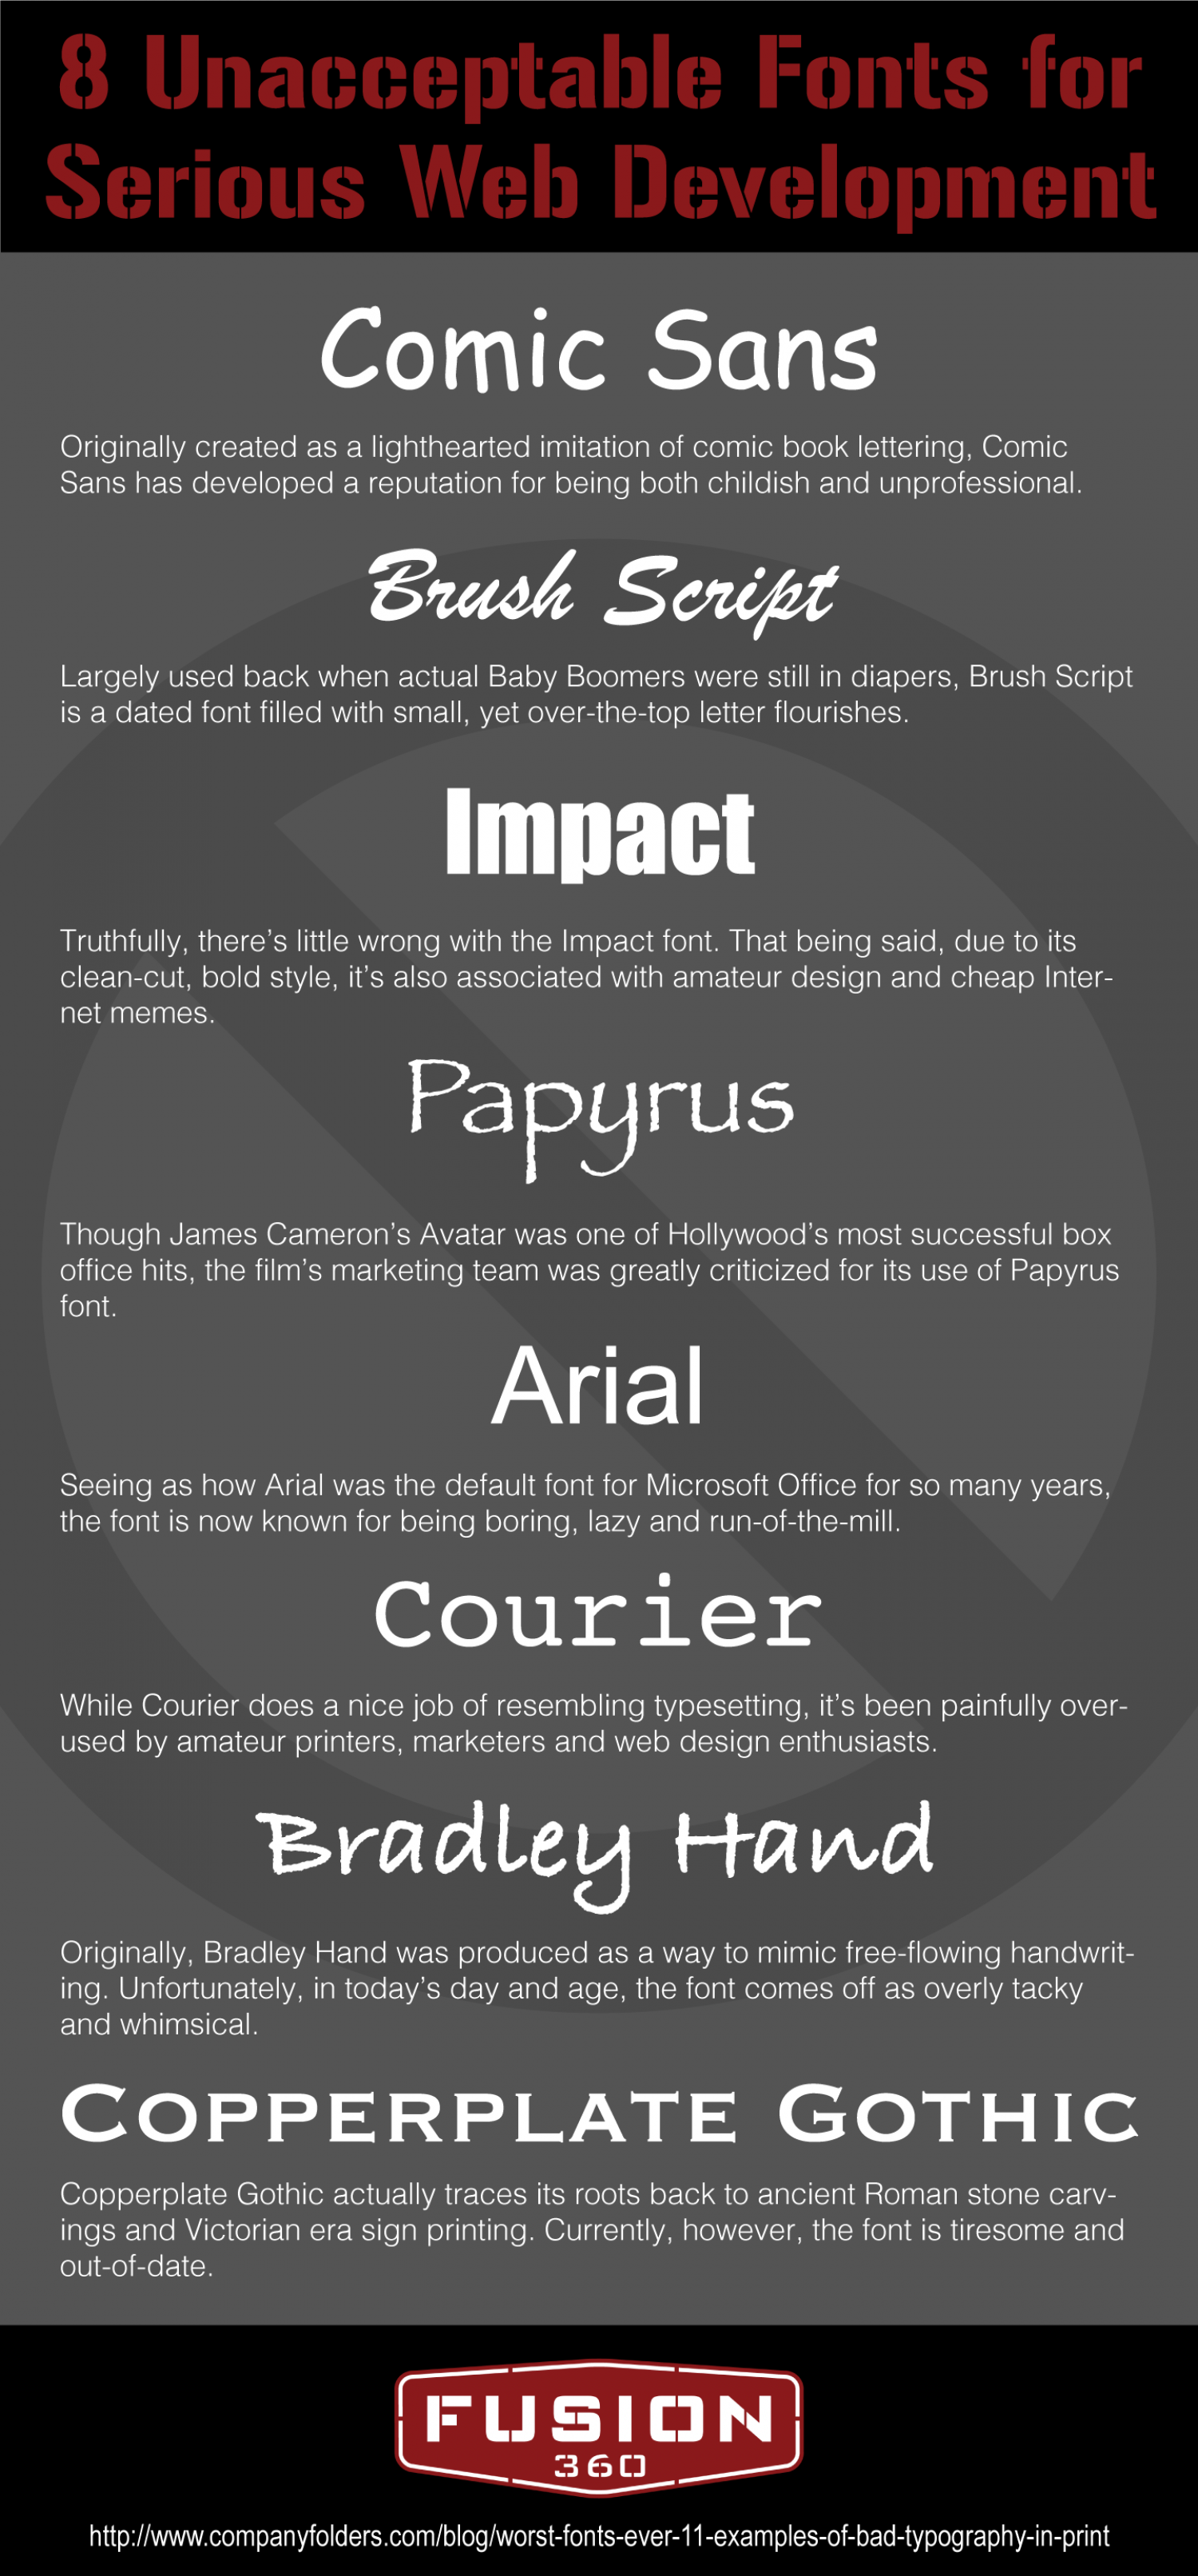 8 Unacceptable Fonts for
Serious Web Development
Comic Sans
Originally created as a lighthearted imitation of comic book lettering, Comic
Sans has developed a reputation for being both childish and unprofessional.
Brush Script
Largely used back when actual Baby Boomers were still in diapers, Brush Script
is a dated font filled with small, yet over-the-top letter flourishes.
Impact
Truthfully, there’s little wrong with the Impact font. That being said, due to its
clean-cut, bold style, it’s also associated with amateur design and cheap Inter-
net memes.
Papyrus
Though James Cameron’s Avatar was one of Hollywood’s most successful box
office hits, the film’s marketing team was greatly criticized for its use of Papyrus
font.
Arial
Seeing as how Arial was the default font for Microsoft Office for so many years,
the font is now known for being boring, lazy and run-of-the-mill.
Courier
While Courier does a nice job of resembling typesetting, it’s been painfully over-
used by amateur printers, marketers and web design enthusiasts.
Bradley Hand
Originally, Bradley Hand was produced as a way to mimic free-flowing handwrit-
ing. Unfortunately, in today’s day and age, the font comes off as overly tacky
and whimsical.
Copperplate Gothic
Copperplate Gothic actually traces its roots back to ancient Roman stone carv-
ings and Victorian era sign printing. Currently, however, the font is tiresome and
out-of-date.
FUSION
360
http://www.companyfolders.com/blog/worst-fonts-ever-11-examples-of-bad-typography-in-print